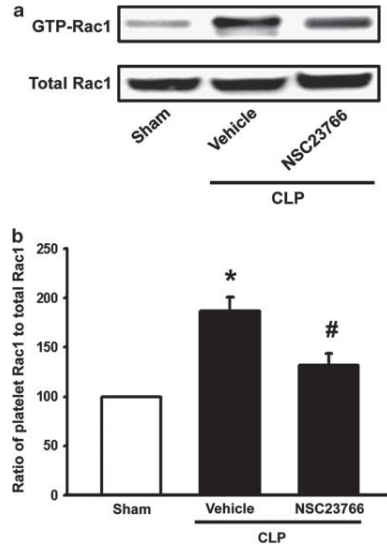 a
GTP-Rac1
Total Rac1
Sham
Vehicle
NSC23766
CLP
b
Ratio of platelet Rac1 to total Rac1
250
200
150
100
50
0
*
#
Sham
Vehicle
NSC23766
CLP